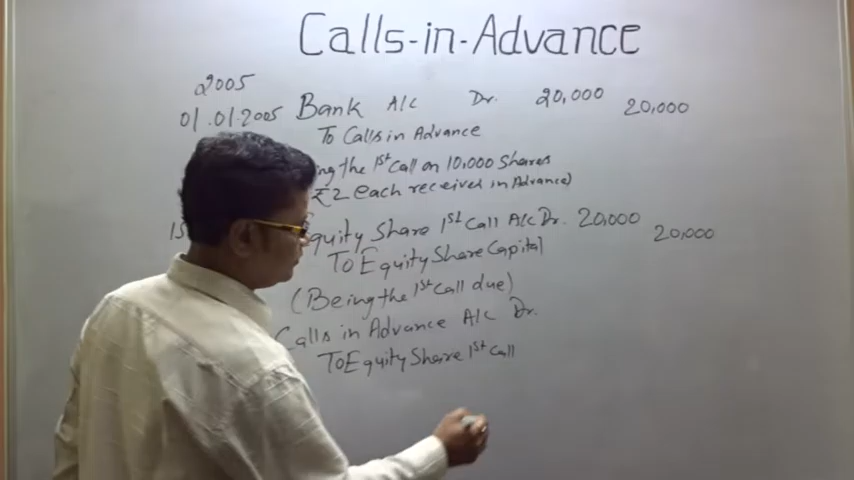 Calls-in-Advance
2005
01.01.2005 Bank A/c Dr. 20,000 20,000
To Calls in Advance
the 1st Call on 10,000 Shares
₹2 each received in Advance)
Share 1st Call A/c Dr. 20,000 20,000
To Equity Share Capital
(Being the 1st Call due)
Calls in Advance A/c Dr.
To Equity Share 1st Call